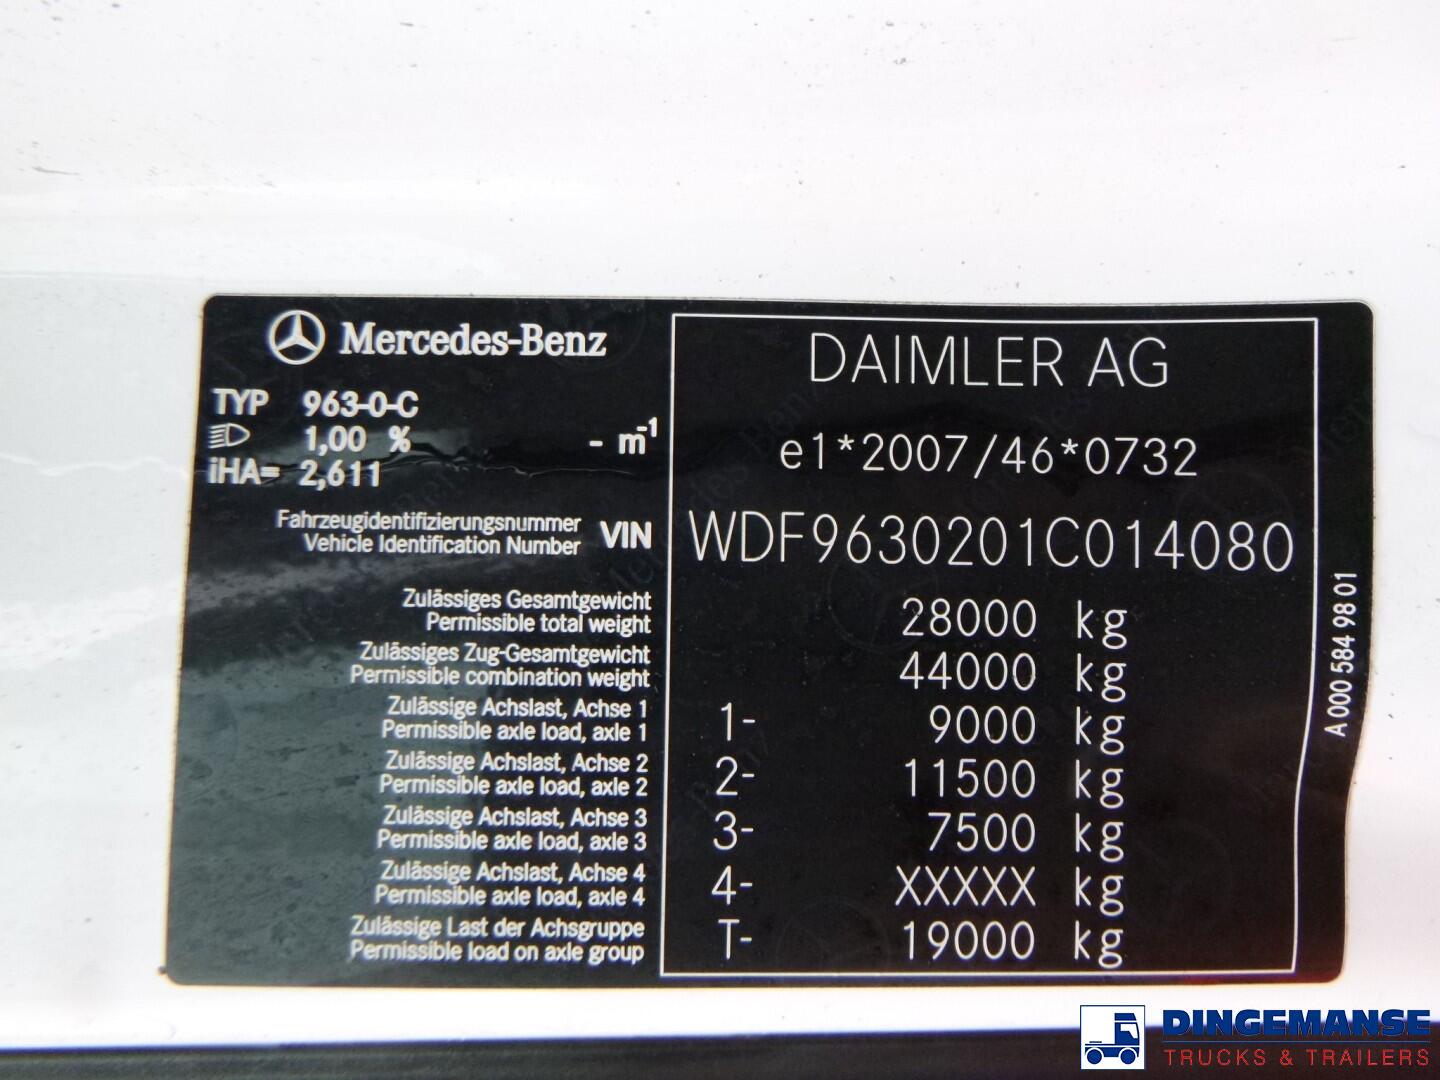 Mercedes-Benz
TYP 963-0-C
1,00 % - m⁻¹
iHA= 2,611
DAIMLER AG
e1*2007/46*0732
Fahrzeugidentifizierungsnummer
Vehicle Identification Number VIN WDF9630201C014080
Zulässiges Gesamtgewicht
Permissible total weight 28000 kg
Zulässiges Zug-Gesamtgewicht
Permissible combination weight 44000 kg
Zulässige Achslast, Achse 1
Permissible axle load, axle 1 1- 9000 kg
Zulässige Achslast, Achse 2
Permissible axle load, axle 2 2- 11500 kg
Zulässige Achslast, Achse 3
Permissible axle load, axle 3 3- 7500 kg
Zulässige Achslast, Achse 4
Permissible axle load, axle 4 4- XXXXX kg
Zulässige Last der Achsgruppe
Permissible load on axle group T- 19000 kg
A 000 584 98 01
DINGEMANSE
TRUCKS & TRAILERS